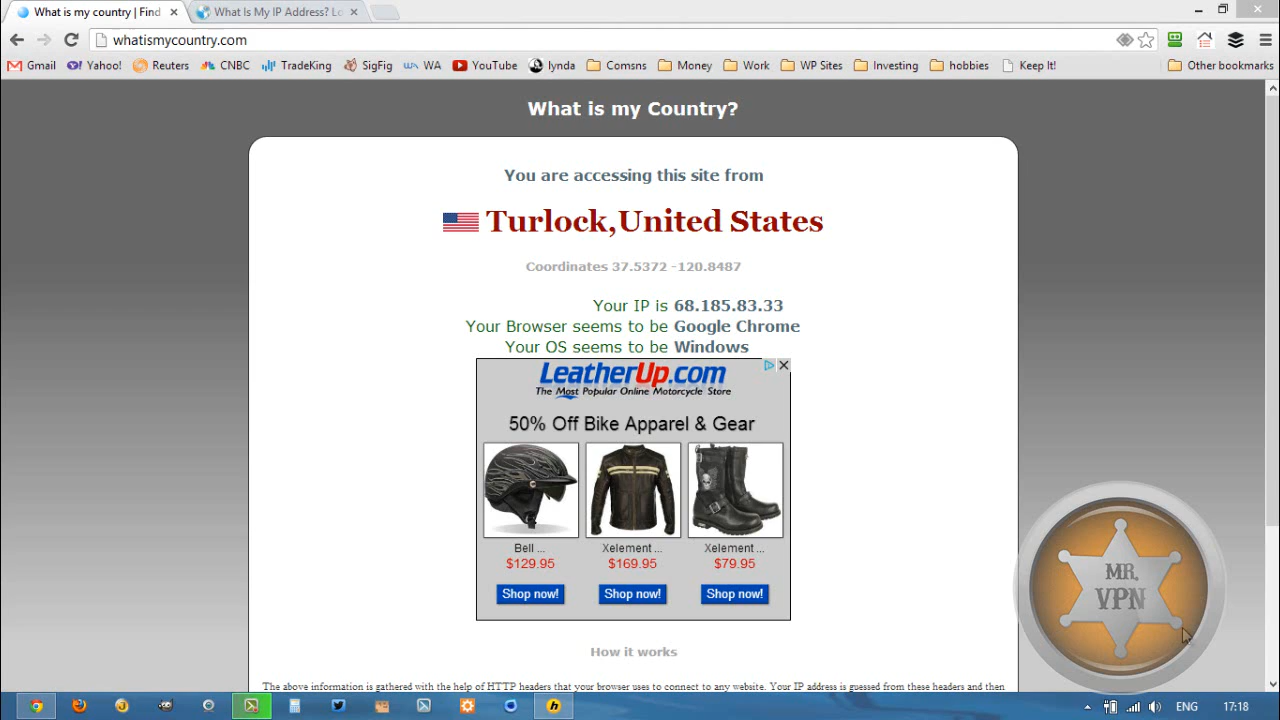 What is my country | Find
What Is My IP Address? Lo
whatismycountry.com
Gmail Yahoo! Reuters CNBC TradeKing SigFig WA YouTube lynda Comsns Money Work WP Sites Investing hobbies Keep It! Other bookmarks
What is my Country?
You are accessing this site from
Turlock,United States
Coordinates 37.5372 -120.8487
Your IP is 68.185.83.33
Your Browser seems to be Google Chrome
Your OS seems to be Windows
LeatherUp.com
The Most Popular Online Motorcycle Store
50% Off Bike Apparel & Gear
Bell ... Xelement ... Xelement ...
$129.95 $169.95 $79.95
Shop now! Shop now! Shop now!
MR.
VPN
How it works
The above information is gathered with the help of HTTP headers that your browser uses to connect to any website. Your IP address is guessed from these headers and then
ENG 17:18